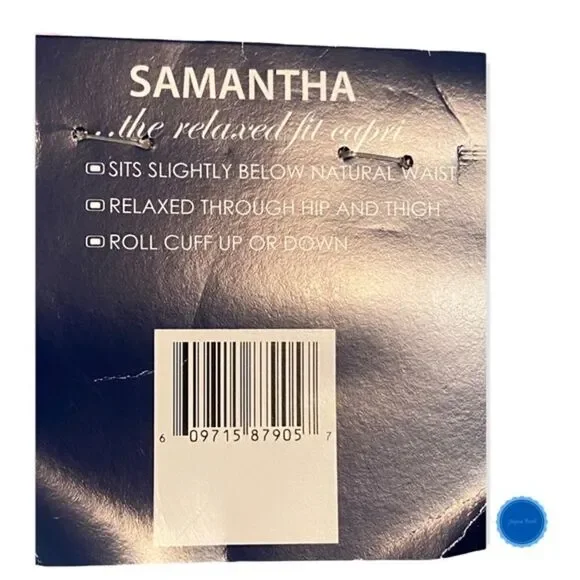 SAMANTHA
...the relaxed fit capri
SITS SLIGHTLY BELOW NATURAL WAIST
RELAXED THROUGH HIP AND THIGH
ROLL CUFF UP OR DOWN
6 09715 87905 7